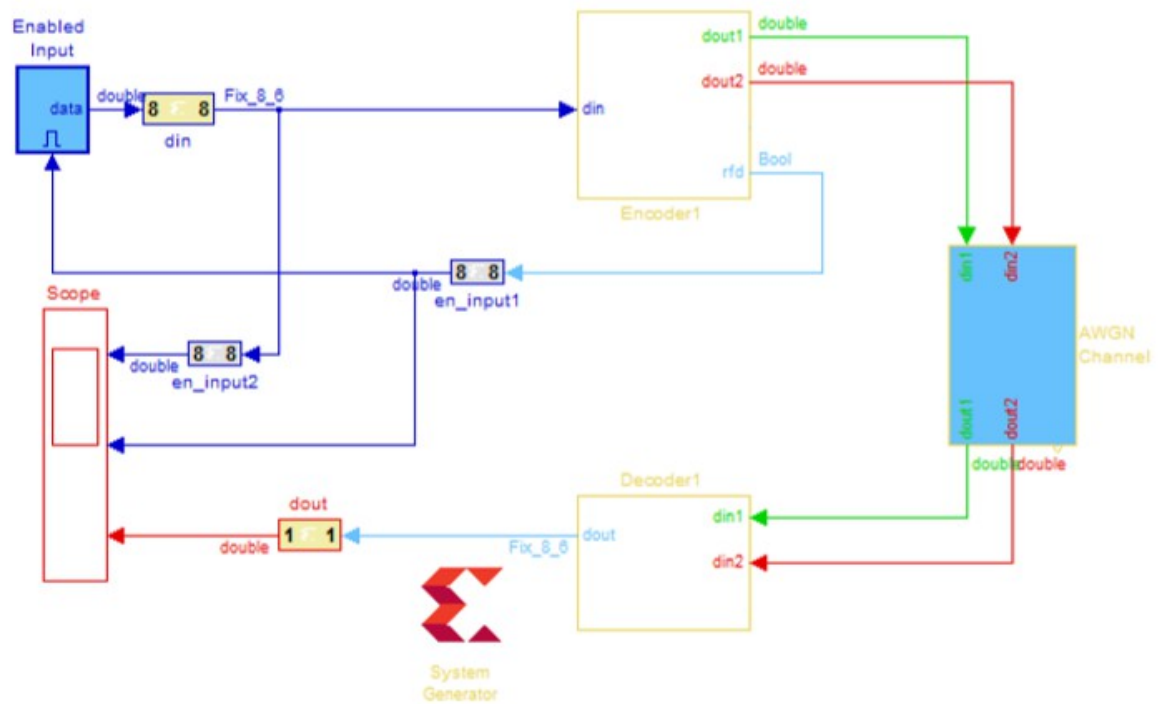 Enabled
Input
data
double
8 8
din
Fix_8_6
din
dout1
double
dout2
double
rfd
Bool
Encoder1
din1
din2
AWGN
Channel
dout1
dout2
double
double
8 8
en_input1
double
Scope
8 8
en_input2
double
Decoder1
din1
din2
dout
Fix_8_6
dout
1 1
double
System
Generator